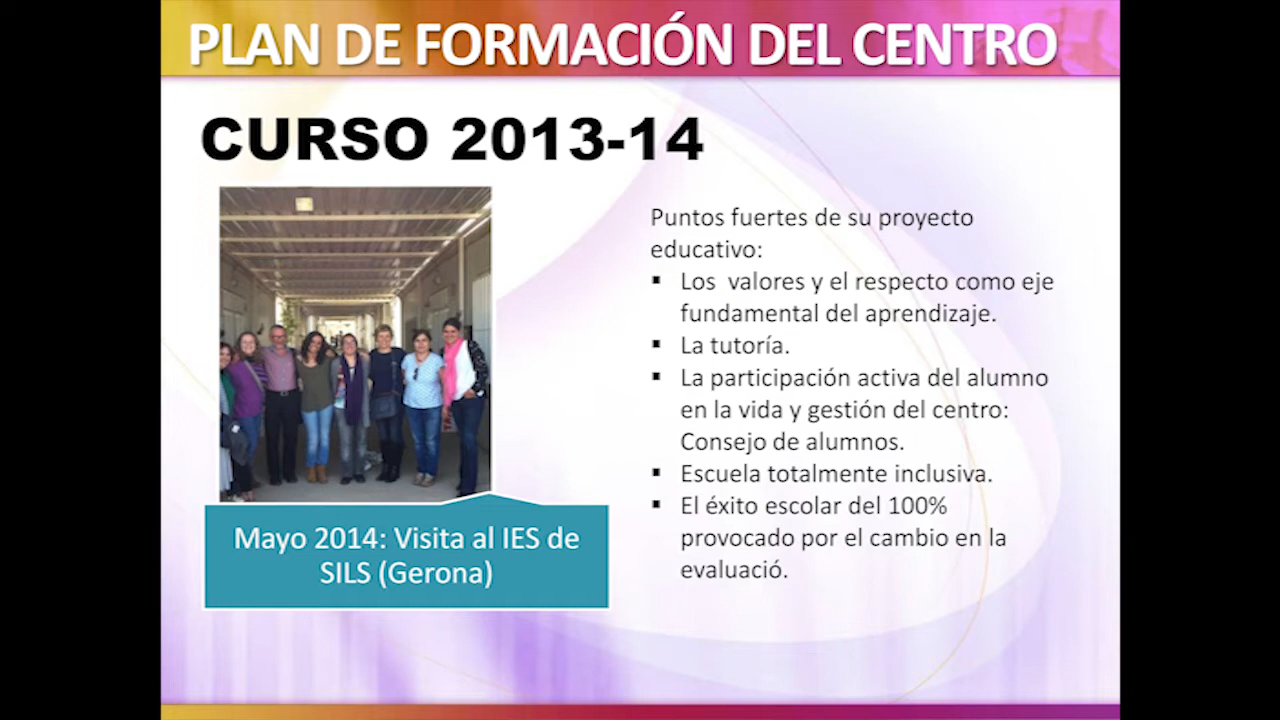 PLAN DE FORMACIÓN DEL CENTRO
CURSO 2013-14
Puntos fuertes de su proyecto
educativo:
▪ Los valores y el respecto como eje
fundamental del aprendizaje.
▪ La tutoría.
▪ La participación activa del alumno
en la vida y gestión del centro:
Consejo de alumnos.
▪ Escuela totalmente inclusiva.
▪ El éxito escolar del 100%
provocado por el cambio en la
evaluació.
Mayo 2014: Visita al IES de
SILS (Gerona)